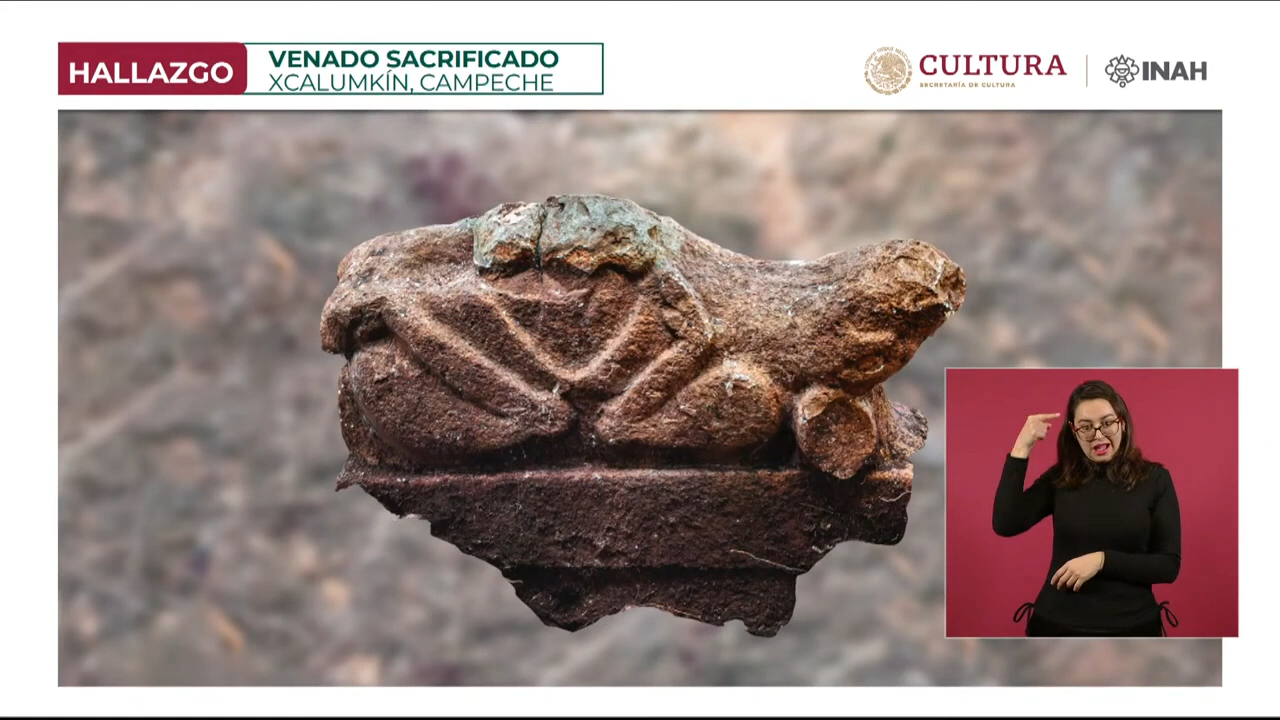 HALLAZGO
VENADO SACRIFICADO
XCALUMKÍN, CAMPECHE
CULTURA
SECRETARÍA DE CULTURA
INAH